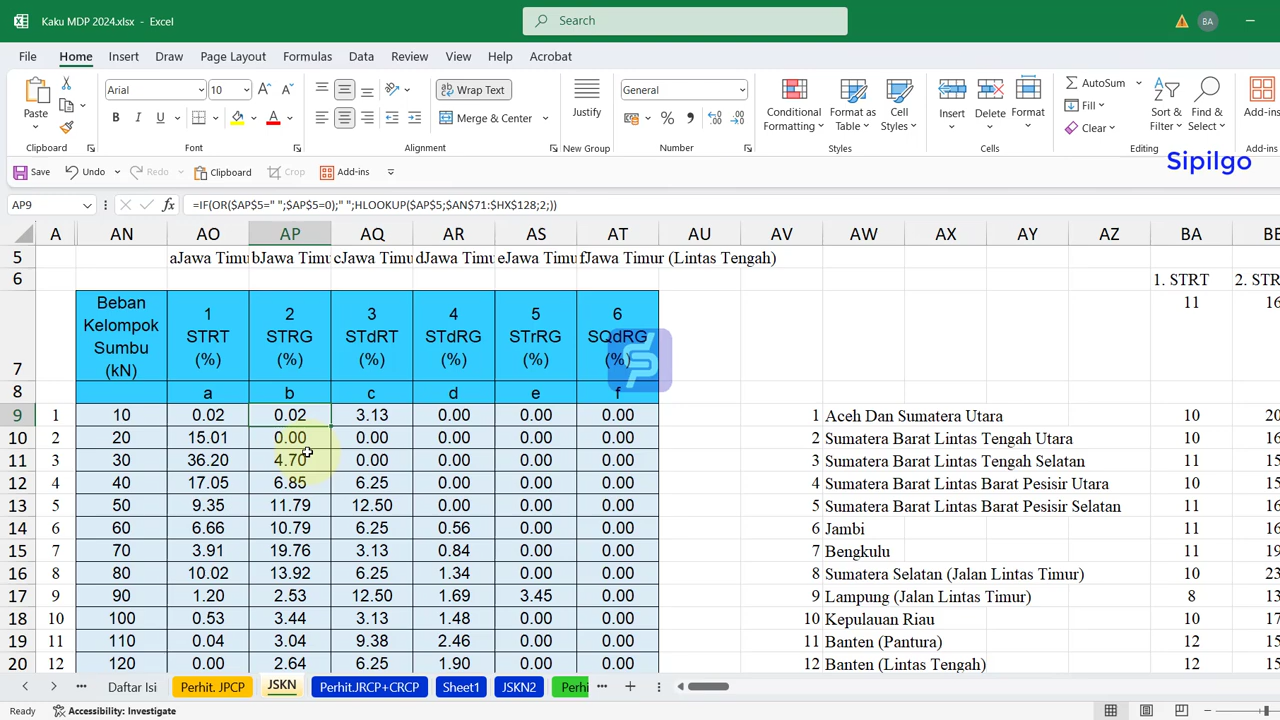 Kaku MDP 2024.xlsx - Excel
Search
BA
File Home Insert Draw Page Layout Formulas Data Review View Help Acrobat
Paste
Arial 10
B I U
Wrap Text
Merge & Center
Justify
General
Conditional Formatting
Format as Table
Cell Styles
Insert
Delete
Format
AutoSum
Fill
Clear
Sort & Filter
Find & Select
Add-ins
Clipboard Font Alignment New Group Number Styles Cells Editing Add-ins
Sipilgo
Save Undo Redo Clipboard Crop Add-ins
AP9 fx =IF(OR($AP$5=" ";$AP$5=0);" ";HLOOKUP($AP$5;$AN$71:$HX$128;2;))
A AN AO AP AQ AR AS AT AU AV AW AX AY AZ BA BE
5 aJawa Timu bJawa Timu cJawa Timu dJawa Timu eJawa Timu fJawa Timur (Lintas Tengah)
6 1. STRT 2. STR
7 Beban Kelompok Sumbu (kN) 1 STRT (%) 2 STRG (%) 3 STdRT (%) 4 STdRG (%) 5 STrRG (%) 6 SQdRG (%) 11 16
8 a b c d e f
9 1 10 0.02 0.02 3.13 0.00 0.00 0.00 1 Aceh Dan Sumatera Utara 10 20
10 2 20 15.01 0.00 0.00 0.00 0.00 0.00 2 Sumatera Barat Lintas Tengah Utara 10 16
11 3 30 36.20 4.70 0.00 0.00 0.00 0.00 3 Sumatera Barat Lintas Tengah Selatan 11 15
12 4 40 17.05 6.85 6.25 0.00 0.00 0.00 4 Sumatera Barat Lintas Barat Pesisir Utara 10 15
13 5 50 9.35 11.79 12.50 0.00 0.00 0.00 5 Sumatera Barat Lintas Barat Pesisir Selatan 11 16
14 6 60 6.66 10.79 6.25 0.56 0.00 0.00 6 Jambi 11 16
15 7 70 3.91 19.76 3.13 0.84 0.00 0.00 7 Bengkulu 11 19
16 8 80 10.02 13.92 6.25 1.34 0.00 0.00 8 Sumatera Selatan (Jalan Lintas Timur) 10 23
17 9 90 1.20 2.53 12.50 1.69 3.45 0.00 9 Lampung (Jalan Lintas Timur) 8 13
18 10 100 0.53 3.44 3.13 1.48 0.00 0.00 10 Kepulauan Riau 10 17
19 11 110 0.04 3.04 9.38 2.46 0.00 0.00 11 Banten (Pantura) 12 15
20 12 120 0.00 2.64 6.25 1.90 0.00 0.00 12 Banten (Lintas Tengah) 12 15
Daftar Isi Perhit. JPCP JSKN Perhit.JRCP+CRCP Sheet1 JSKN2 Perhi
Ready Accessibility: Investigate